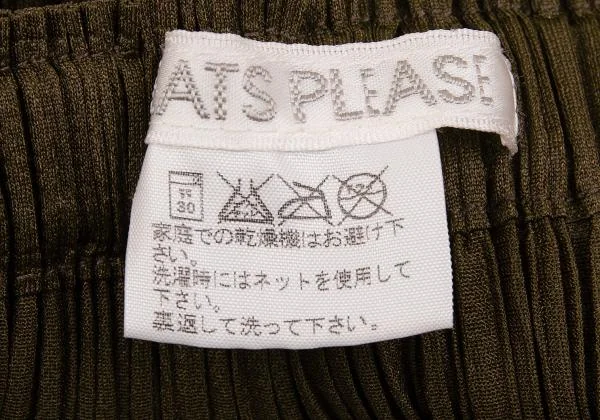 ATS PLEASE
弱
30
家庭での乾燥機はお避け下
さい。
洗濯時にはネットを使用して
下さい。
裏返して洗って下さい。